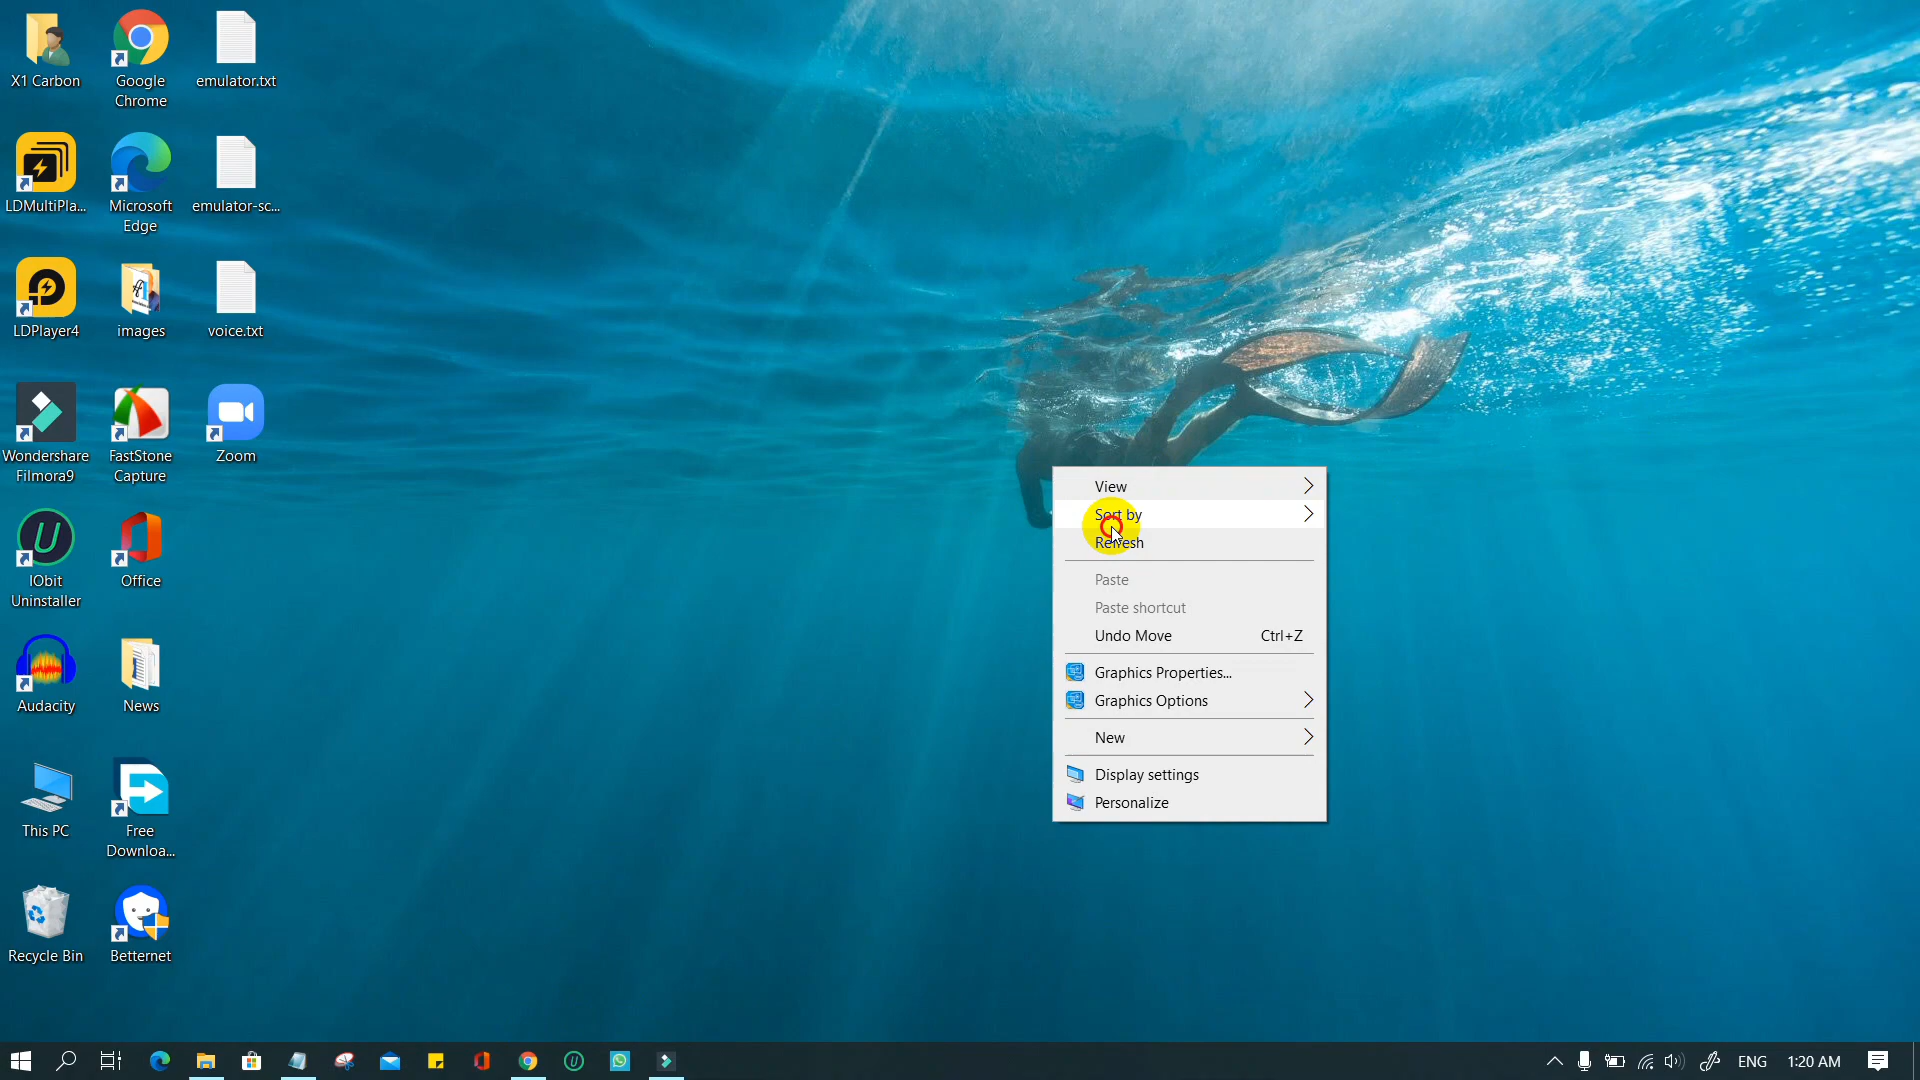 X1 Carbon
Google
Chrome
emulator.txt
LDMultiPla...
Microsoft
Edge
emulator-sc...
LDPlayer4
images
voice.txt
Wondershare
Filmora9
FastStone
Capture
Zoom
IObit
Uninstaller
Office
Audacity
News
This PC
Free
Downloa...
Recycle Bin
Betternet
View
Sort by
Refresh
Paste
Paste shortcut
Undo Move Ctrl+Z
Graphics Properties...
Graphics Options
New
Display settings
Personalize
ENG 1:20 AM